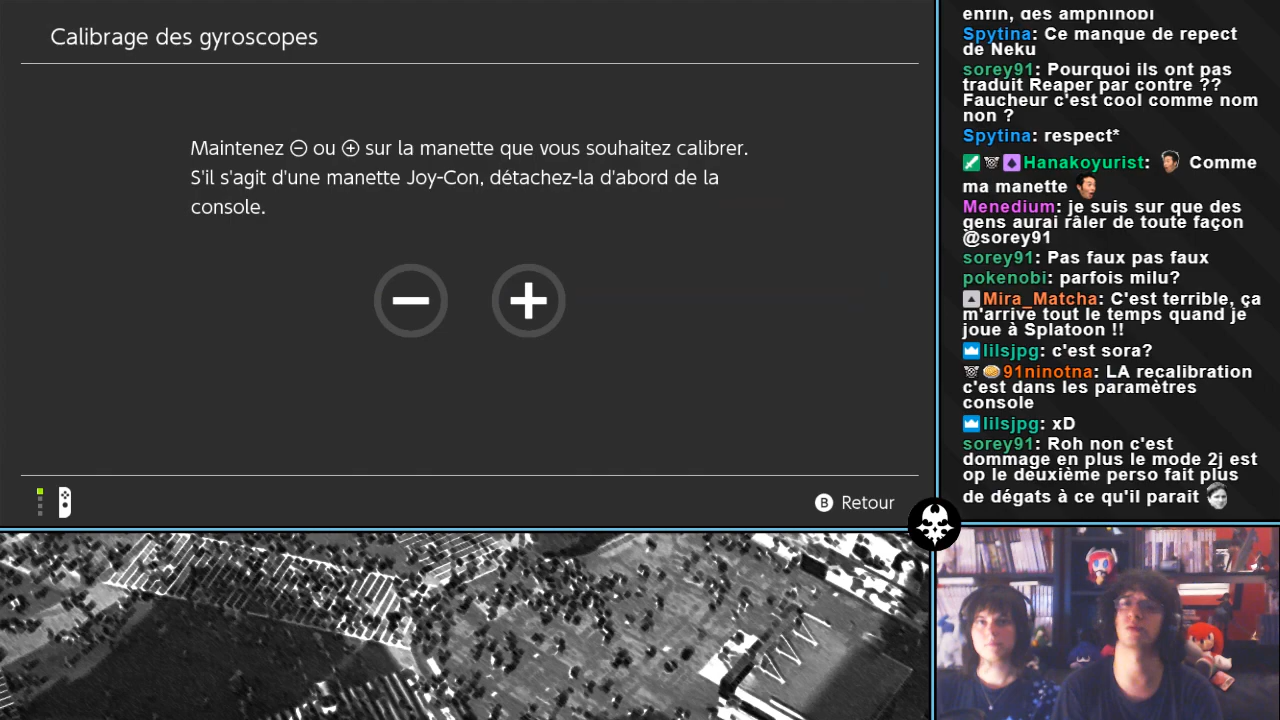 Calibrage des gyroscopes
Maintenez ⊖ ou ⊕ sur la manette que vous souhaitez calibrer.
S'il s'agit d'une manette Joy-Con, détachez-la d'abord de la
console.
B Retour
enfin, des amphinobi
Spytina: Ce manque de repect
de Neku
sorey91: Pourquoi ils ont pas
traduit Reaper par contre ??
Faucheur c'est cool comme nom
non ?
Spytina: respect*
Hanakoyurist: Comme
ma manette
Menedium: je suis sur que des
gens aurai râler de toute façon
@sorey91
sorey91: Pas faux pas faux
pokenobi: parfois milu?
Mira_Matcha: C'est terrible, ça
m'arrive tout le temps quand je
joue à Splatoon !!
lilsjpg: c'est sora?
91ninotna: LA recalibration
c'est dans les paramètres
console
lilsjpg: xD
sorey91: Roh non c'est
dommage en plus le mode 2j est
op le deuxième perso fait plus
de dégats à ce qu'il parait